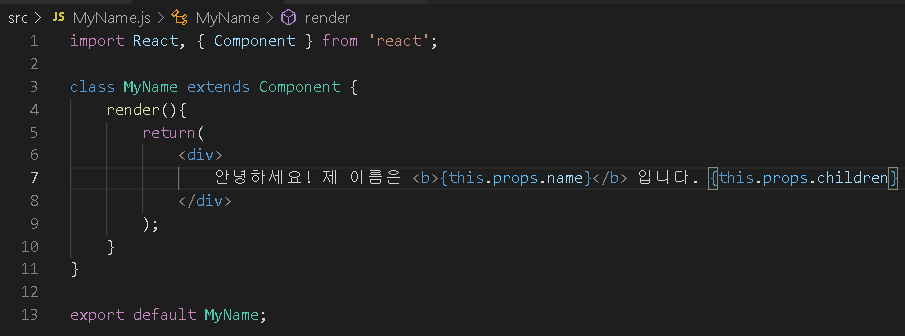 src > JS MyName.js > MyName > render
1 import React, { Component } from 'react';
2
3 class MyName extends Component {
4 render(){
5 return(
6 <div>
7 안녕하세요! 제 이름은 <b>{this.props.name}</b> 입니다. {this.props.children}
8 </div>
9 );
10 }
11 }
12
13 export default MyName;